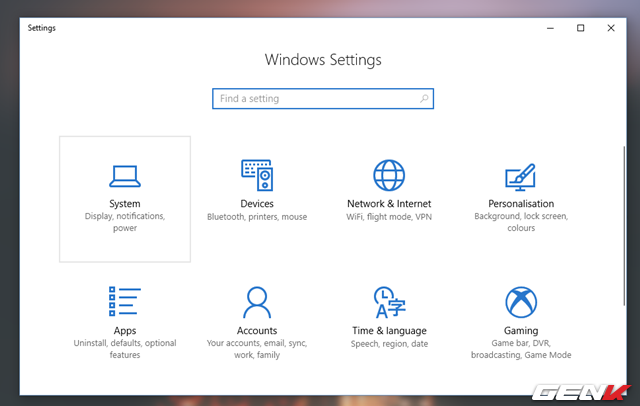 Settings
Windows Settings
Find a setting
System
Display, notifications,
power
Devices
Bluetooth, printers, mouse
Network & Internet
WiFi, flight mode, VPN
Personalisation
Background, lock screen,
colours
Apps
Uninstall, defaults, optional
features
Accounts
Your accounts, email, sync,
work, family
Time & language
Speech, region, date
Gaming
Game bar, DVR,
broadcasting, Game Mode
A字
GENK